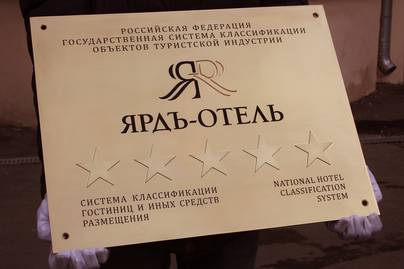 РОССИЙСКАЯ ФЕДЕРАЦИЯ
ГОСУДАРСТВЕННАЯ СИСТЕМА КЛАССИФИКАЦИИ
ОБЪЕКТОВ ТУРИСТСКОЙ ИНДУСТРИИ
ЯР
ЯРДЪ-ОТЕЛЬ
СИСТЕМА КЛАССИФИКАЦИИ
ГОСТИНИЦ И ИНЫХ СРЕДСТВ
РАЗМЕЩЕНИЯ
NATIONAL HOTEL
CLASSIFICATION
SYSTEM